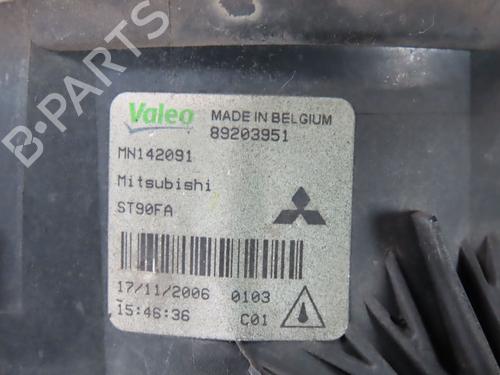 Valeo MADE IN BELGIUM
89203951
MN142091
Mitsubishi
ST90FA
17/11/2006 0103
15:46:36 C01
B-PARTS